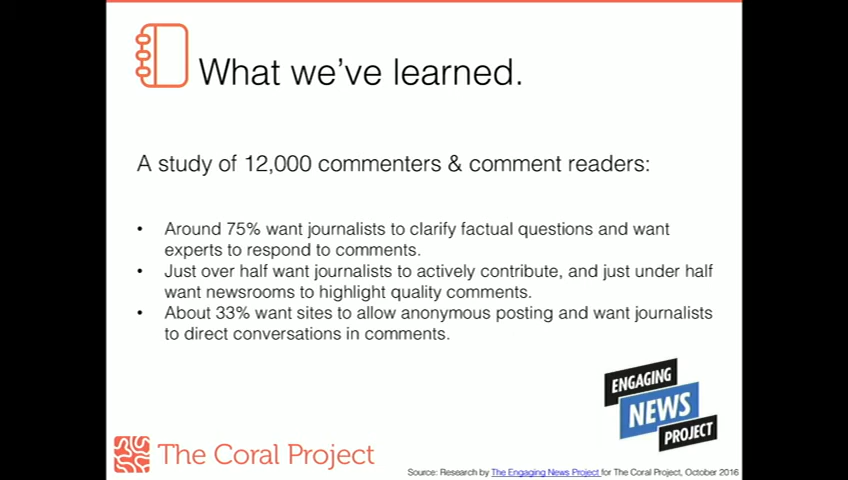 What we've learned.
A study of 12,000 commenters & comment readers:
• Around 75% want journalists to clarify factual questions and want
experts to respond to comments.
• Just over half want journalists to actively contribute, and just under half
want newsrooms to highlight quality comments.
• About 33% want sites to allow anonymous posting and want journalists
to direct conversations in comments.
ENGAGING
NEWS
PROJECT
The Coral Project
Source: Research by The Engaging News Project for The Coral Project, October 2016